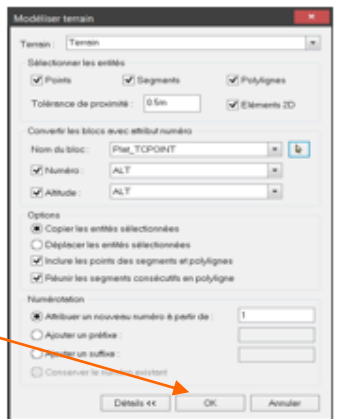 Modéliser terrain
Terrain : Terrain
Sélectionner les entités
Points Segments Polylignes
Tolérance de proximité : 0.5m Eléments 2D
Convertir les blocs avec attribut numéro
Nom du bloc : Ptat_TCPOINT
Numéro : ALT
Altitude : ALT
Options
Copier les entités sélectionnées
Déplacer les entités sélectionnées
Inclure les points des segments et polylignes
Réunir les segments consécutifs en polyligne
Numérotation
Attribuer un nouveau numéro à partir de : 1
Ajouter un préfixe :
Ajouter un suffixe :
Conserver le numéro existant
Détails << OK Annuler